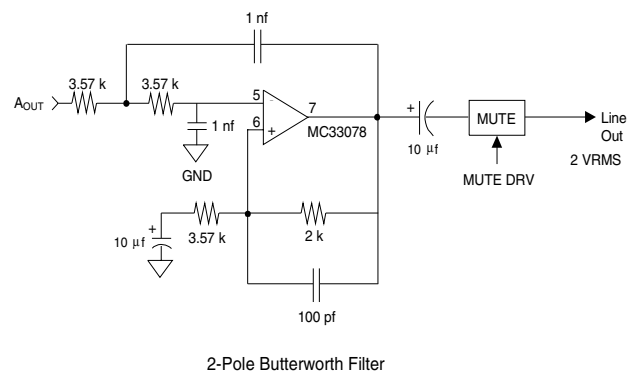 1 nf
3.57 k
3.57 k
AOUT
5
-
7
1 nf
6
+
MC33078
GND
+
10 µf
MUTE
Line
Out
2 VRMS
MUTE DRV
+
10 µf
3.57 k
2 k
100 pf
2-Pole Butterworth Filter